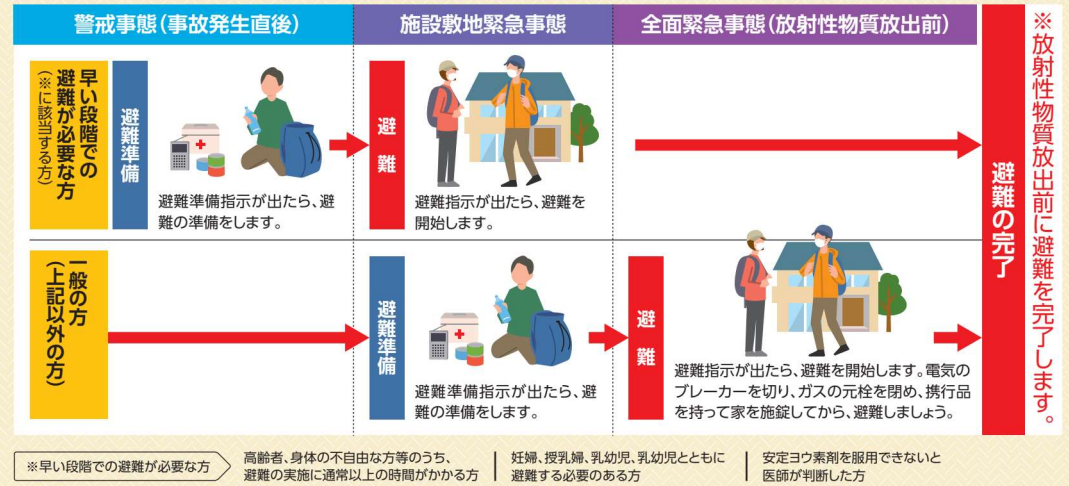 警戒事態(事故発生直後)
施設敷地緊急事態
全面緊急事態(放射性物質放出前)
早い段階での
避難が必要な方
(※に該当する方)
避難準備
避難準備指示が出たら、避
難の準備をします。
避難
避難指示が出たら、避難を
開始します。
一般の方
(上記以外の方)
避難準備
避難準備指示が出たら、避
難の準備をします。
避難
避難指示が出たら、避難を開始します。電気の
ブレーカーを切り、ガスの元栓を閉め、携行品
を持って家を施錠してから、避難しましょう。
避難の完了
※放射性物質放出前に避難を完了します。
※早い段階での避難が必要な方
高齢者、身体の不自由な方等のうち、
避難の実施に通常以上の時間がかかる方
妊婦、授乳婦、乳幼児、乳幼児とともに
避難する必要のある方
安定ヨウ素剤を服用できないと
医師が判断した方